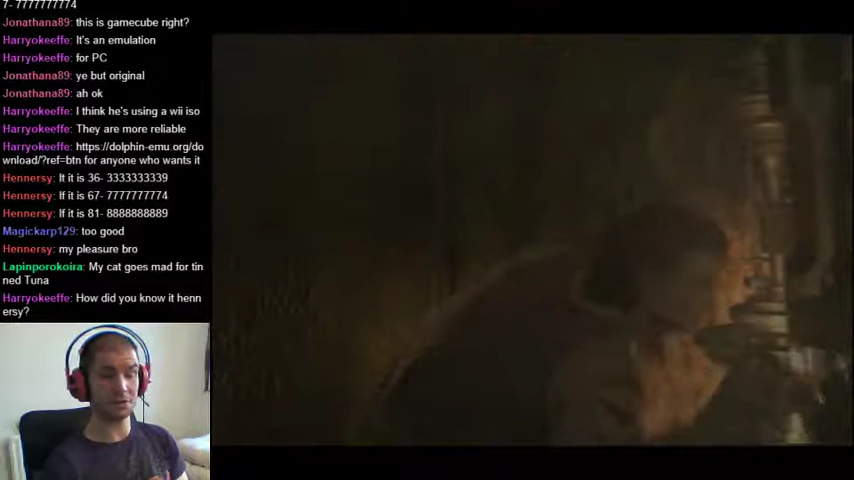 7- 7777777774
Jonathana89: this is gamecube right?
Harryokeeffe: It's an emulation
Harryokeeffe: for PC
Jonathana89: ye but original
Jonathana89: ah ok
Harryokeeffe: I think he's using a wii iso
Harryokeeffe: They are more reliable
Harryokeeffe: https://dolphin-emu.org/do
wnload/?ref=btn for anyone who wants it
Hennersy: It it is 36- 3333333339
Hennersy: If it is 67- 7777777774
Hennersy: If it is 81- 8888888889
Magickarp129: too good
Hennersy: my pleasure bro
Lapinporokoira: My cat goes mad for tin
ned Tuna
Harryokeeffe: How did you know it henn
ersy?